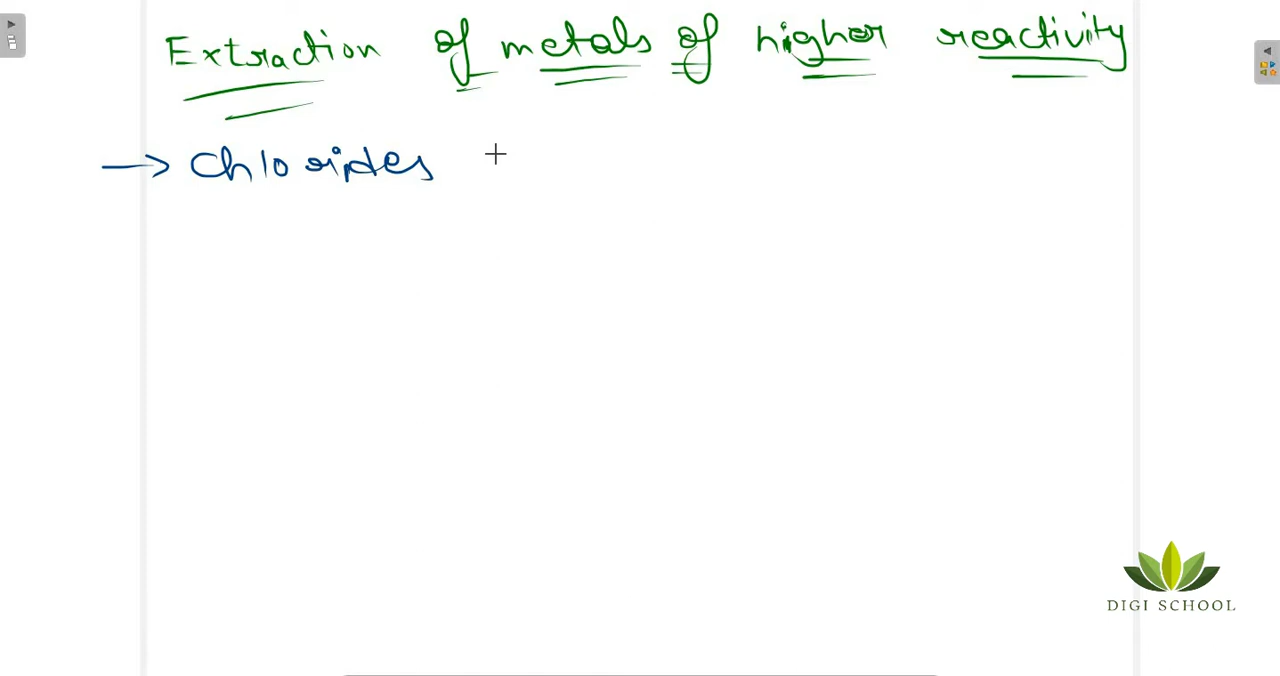 Extraction of metals of higher reactivity
→ Chlorides
DIGI SCHOOL